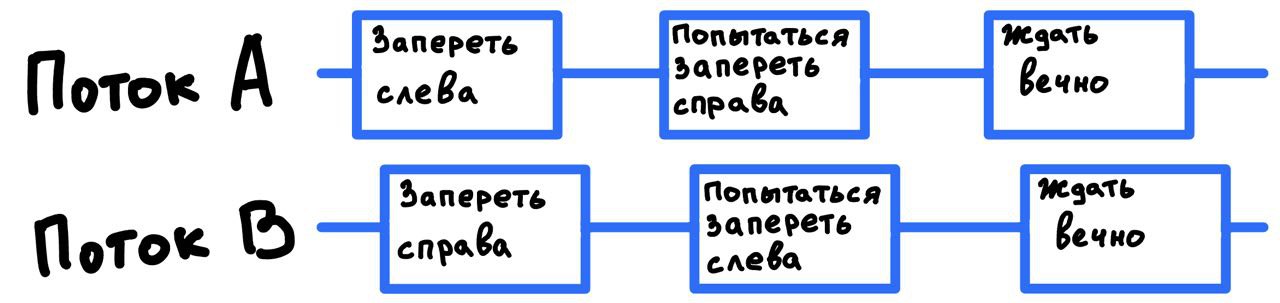 Поток A
Запереть
слева
Попытаться
запереть
справа
Ждать
вечно
Поток B
Запереть
справа
Попытаться
запереть
слева
Ждать
вечно